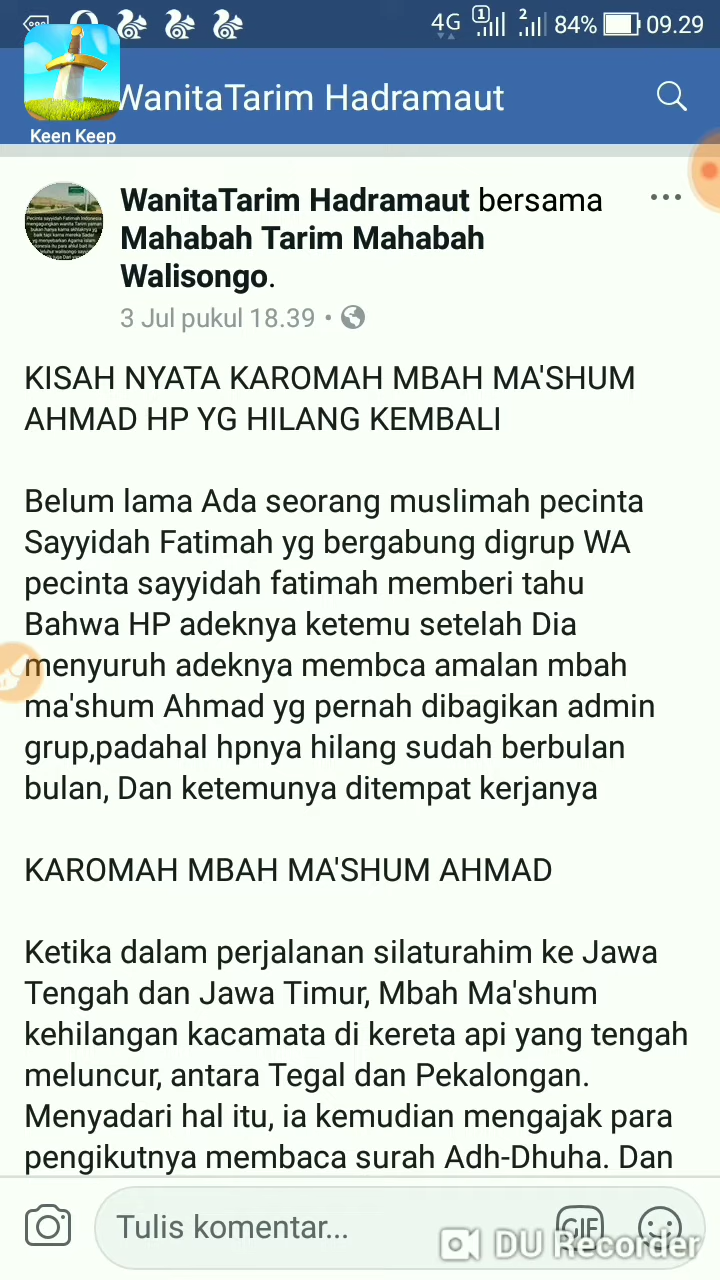 4G 1 2 84% 09.29
WanitaTarim Hadramaut
Keen Keep
WanitaTarim Hadramaut bersama
Mahabah Tarim Mahabah
Walisongo.
3 Jul pukul 18.39 •
KISAH NYATA KAROMAH MBAH MA'SHUM
AHMAD HP YG HILANG KEMBALI
Belum lama Ada seorang muslimah pecinta
Sayyidah Fatimah yg bergabung digrup WA
pecinta sayyidah fatimah memberi tahu
Bahwa HP adeknya ketemu setelah Dia
menyuruh adeknya membca amalan mbah
ma'shum Ahmad yg pernah dibagikan admin
grup,padahal hpnya hilang sudah berbulan
bulan, Dan ketemunya ditempat kerjanya
KAROMAH MBAH MA'SHUM AHMAD
Ketika dalam perjalanan silaturahim ke Jawa
Tengah dan Jawa Timur, Mbah Ma'shum
kehilangan kacamata di kereta api yang tengah
meluncur, antara Tegal dan Pekalongan.
Menyadari hal itu, ia kemudian mengajak para
pengikutnya membaca surah Adh-Dhuha. Dan
Tulis komentar...
GIF
DU Recorder